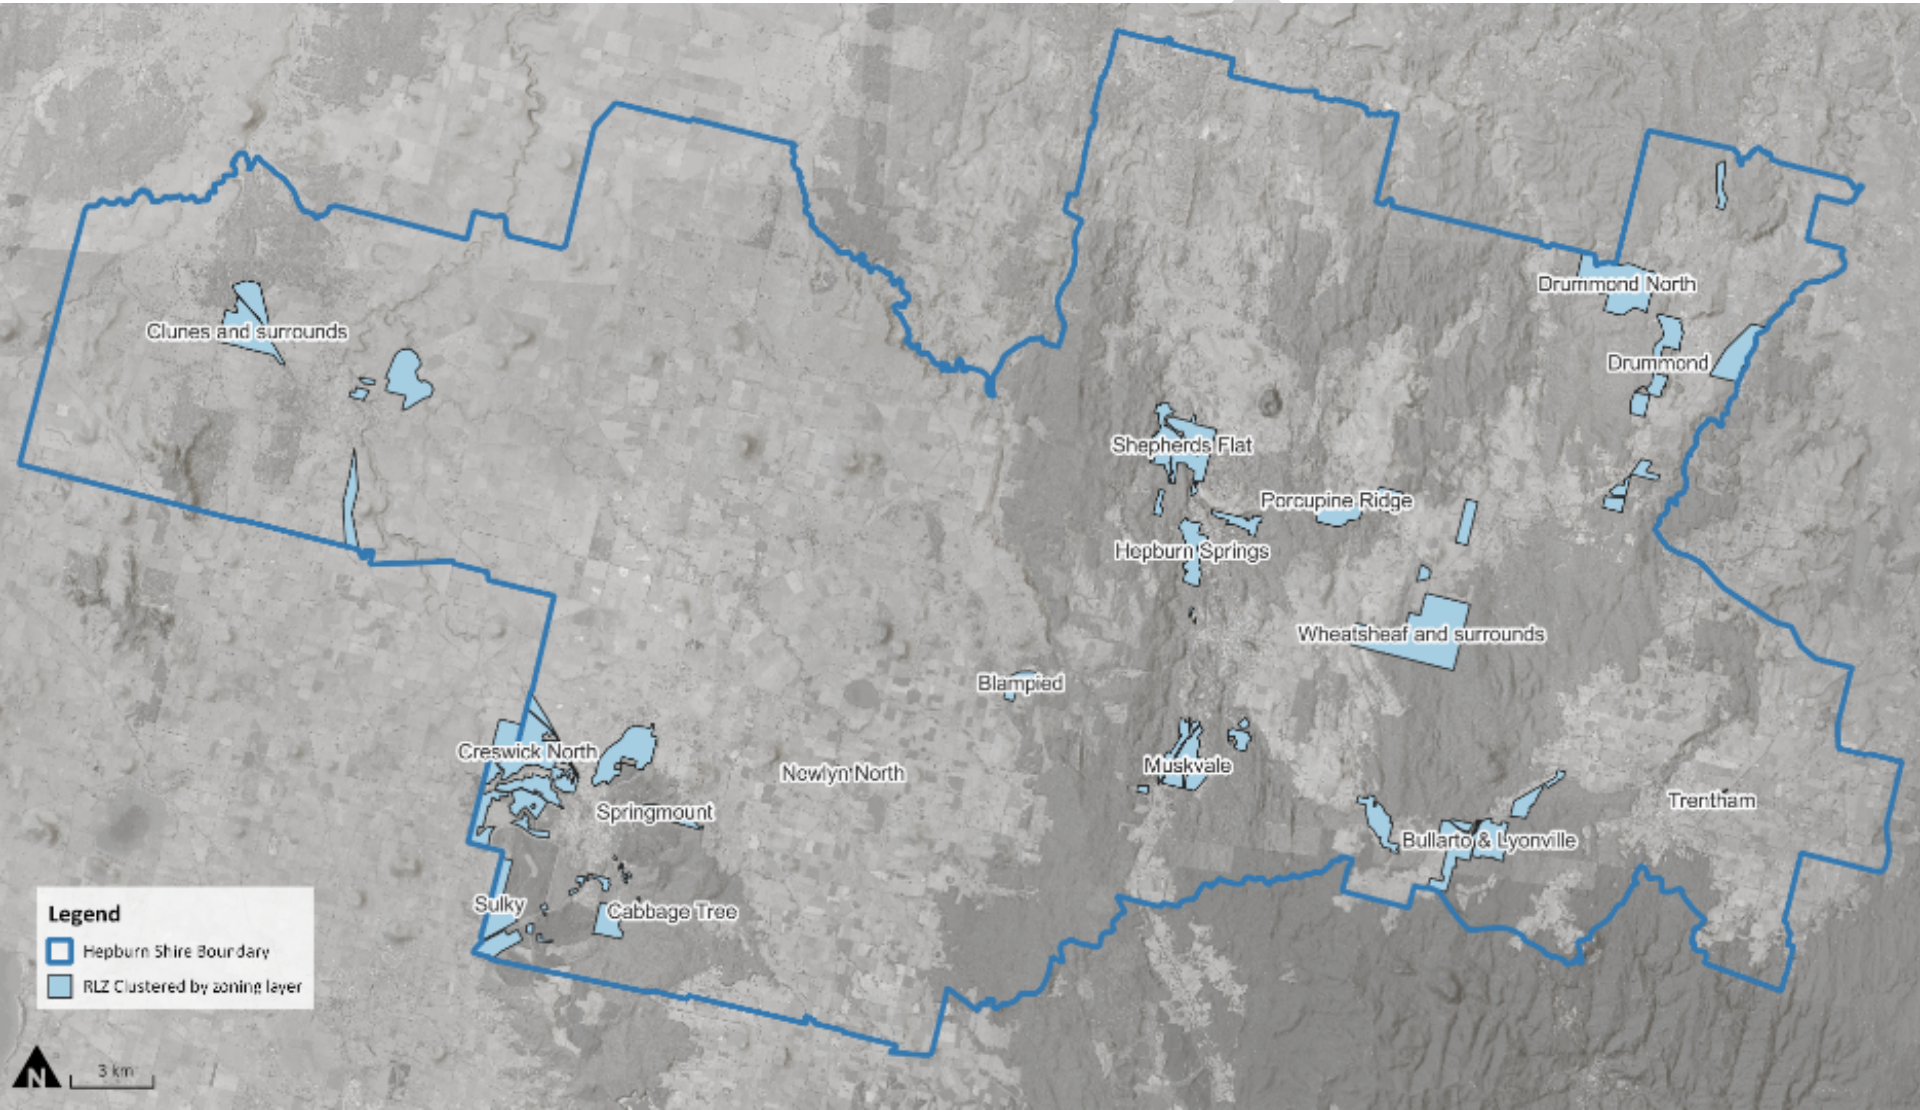 Drummond North
Clunes and surrounds
Drummond
Shepherds Flat
Porcupine Ridge
Hepburn Springs
Wheatsheaf and surrounds
Blampied
Creswick North
Muskvale
Newlyn North
Springmount
Trentham
Bullarto & Lyonville
Sulky
Cabbage Tree
Legend
Hepburn Shire Boundary
RLZ Clustered by zoning layer
N
3 km